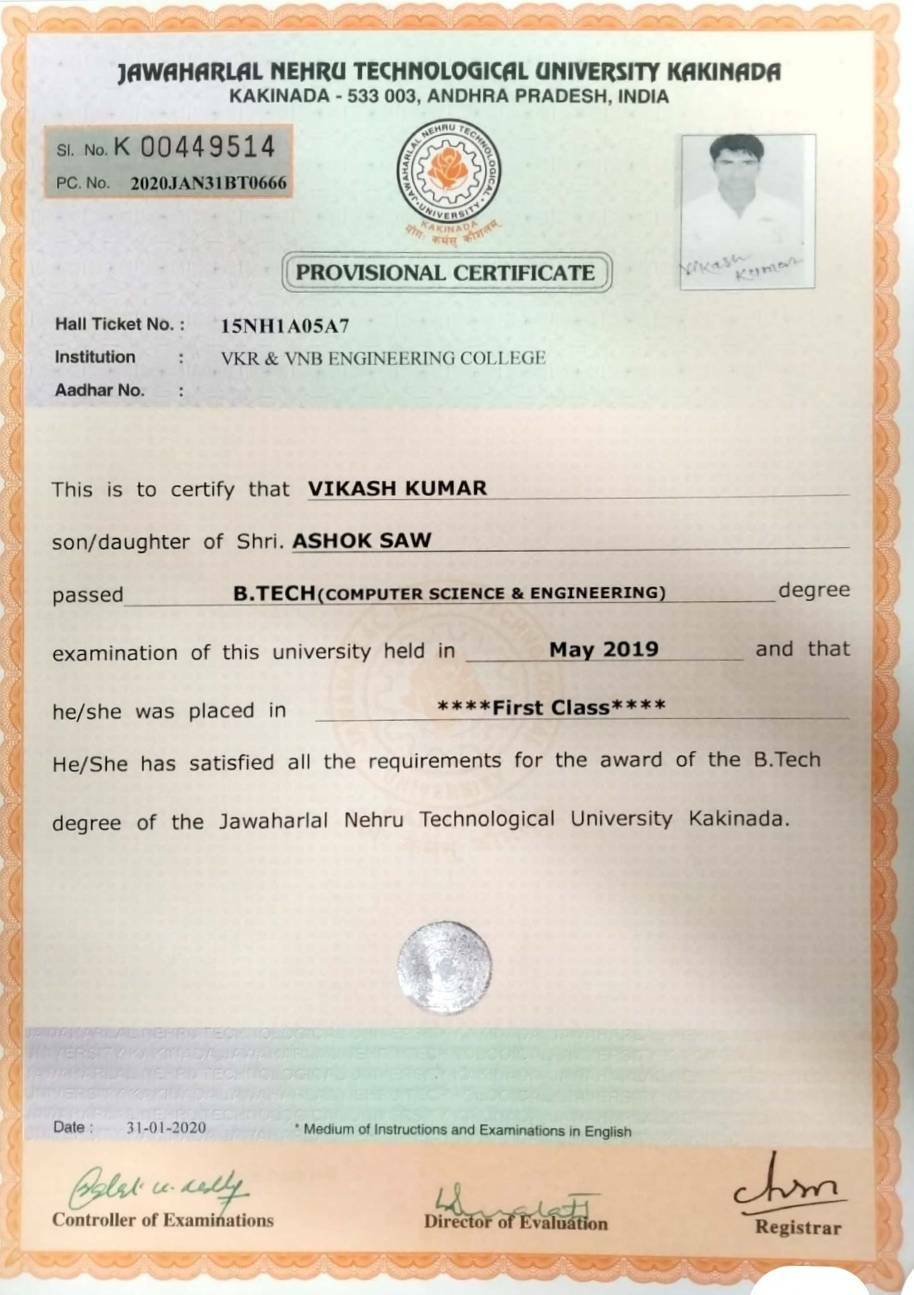 JAWAHARLAL NEHRU TECHNOLOGICAL UNIVERSITY KAKINADA
KAKINADA - 533 003, ANDHRA PRADESH, INDIA
Sl. No. K 00449514
PC. No. 2020JAN31BT0666
JAWAHARLAL NEHRU TECHNOLOGICAL
UNIVERSITY
KAKINADA
योगः कर्मसु कौशलम्
Vikash
Kumar
PROVISIONAL CERTIFICATE
Hall Ticket No. : 15NH1A05A7
Institution : VKR & VNB ENGINEERING COLLEGE
Aadhar No. :
This is to certify that VIKASH KUMAR
son/daughter of Shri. ASHOK SAW
passed B.TECH(COMPUTER SCIENCE & ENGINEERING) degree
examination of this university held in May 2019 and that
he/she was placed in ****First Class****
He/She has satisfied all the requirements for the award of the B.Tech
degree of the Jawaharlal Nehru Technological University Kakinada.
Date : 31-01-2020 * Medium of Instructions and Examinations in English
Controller of Examinations
Director of Evaluation
Registrar